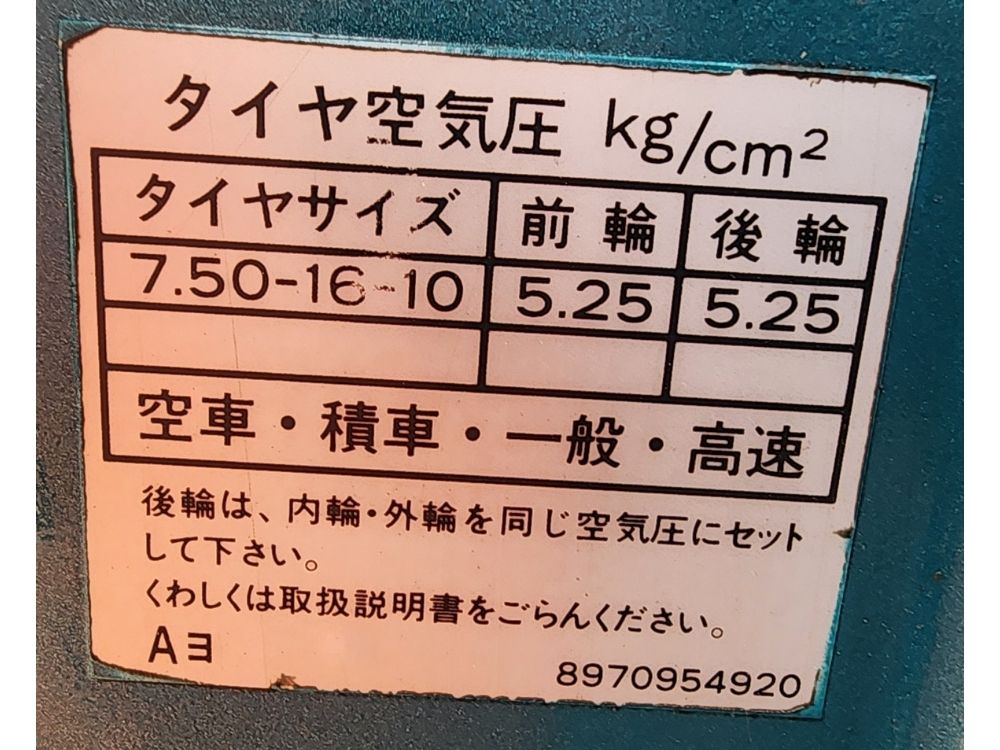 タイヤ空気圧 kg/cm²
タイヤサイズ 前輪 後輪
7.50-16-10 5.25 5.25
空車・積車・一般・高速
後輪は、内輪・外輪を同じ空気圧にセット
して下さい。
くわしくは取扱説明書をごらんください。
Aヨ
8970954920